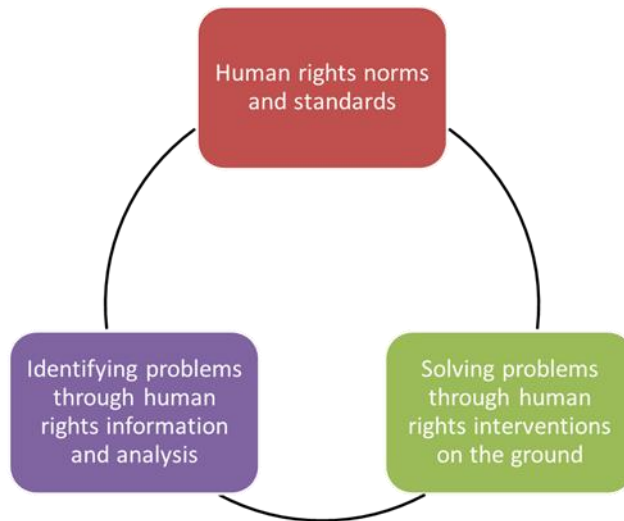 Human rights norms
and standards
Identifying problems
through human
rights information
and analysis
Solving problems
through human
rights interventions
on the ground